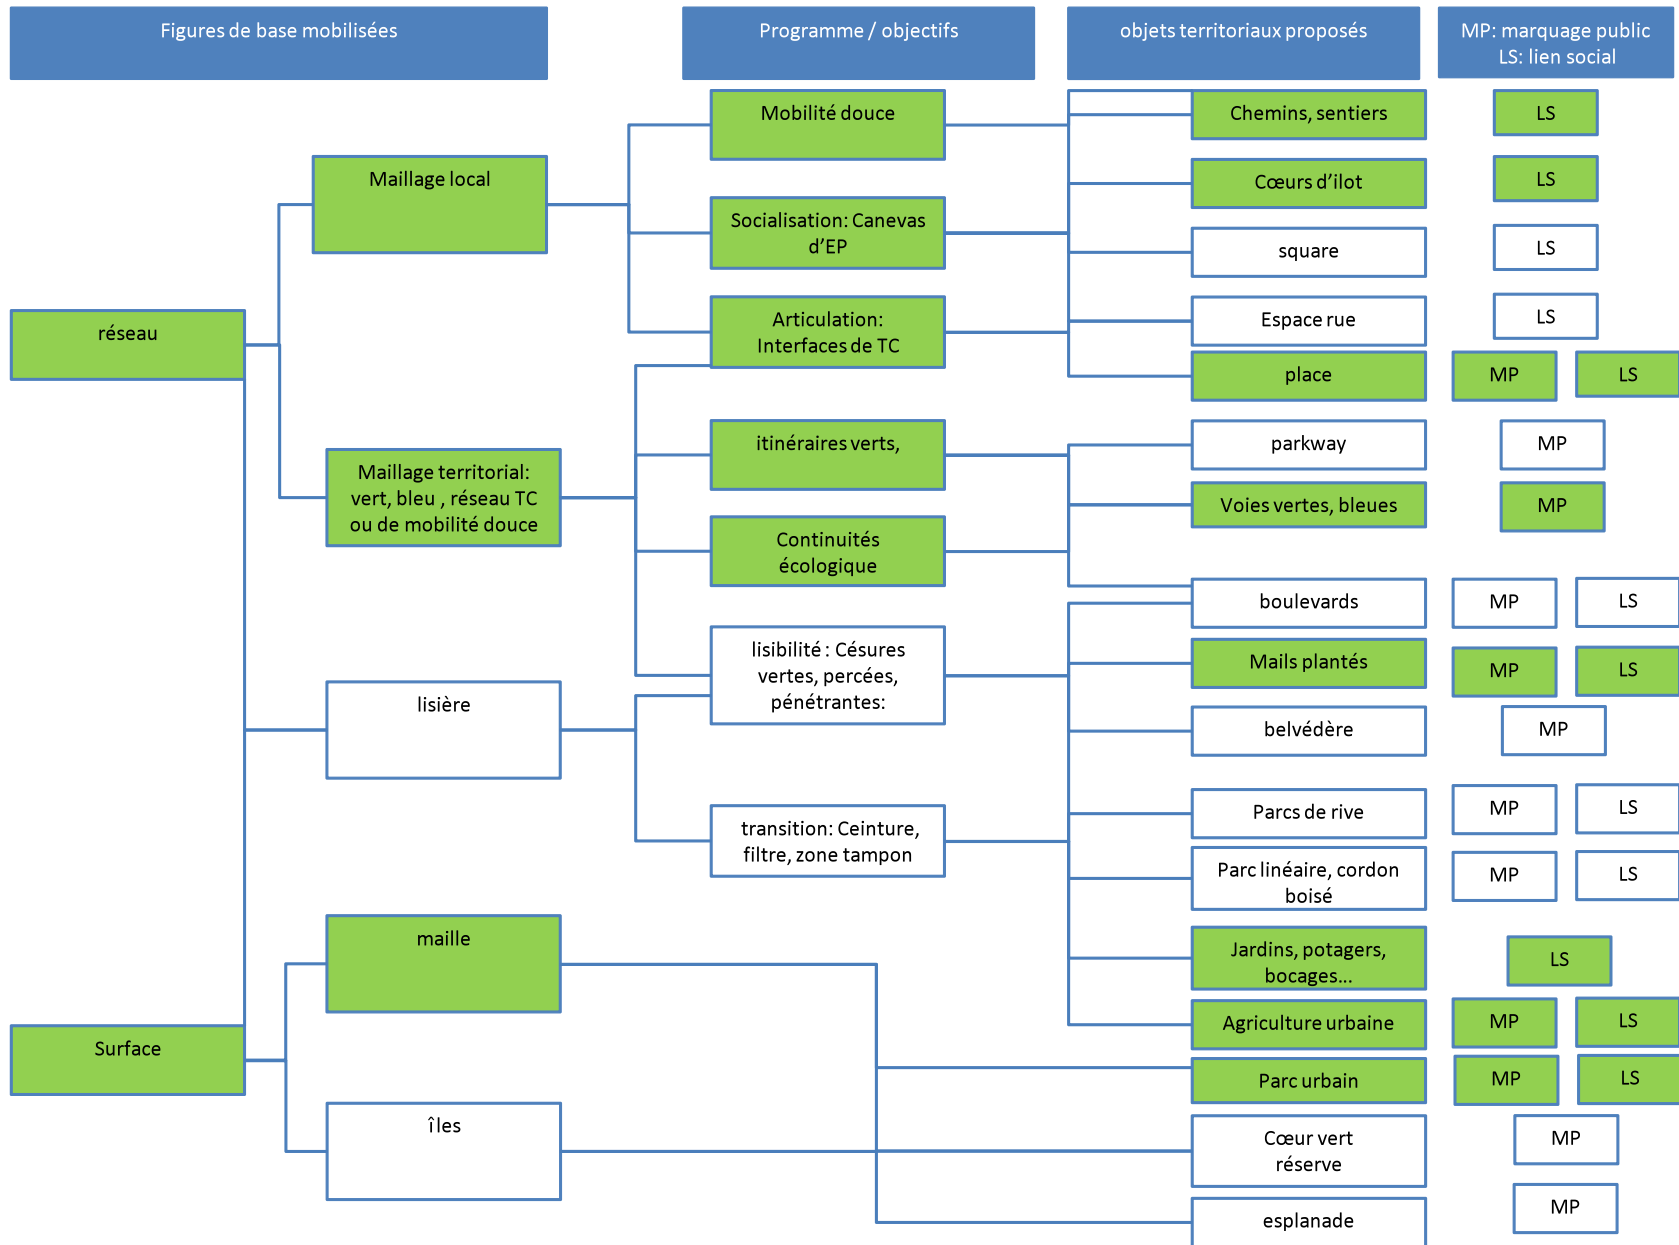 Figures de base mobilisées
Programme / objectifs
objets territoriaux proposés
MP: marquage public
LS: lien social
Mobilité douce
Chemins, sentiers
LS
Maillage local
Cœurs d'ilot
LS
Socialisation: Canevas
d'EP
square
LS
réseau
Articulation:
Interfaces de TC
Espace rue
LS
place
MP
LS
itinéraires verts,
parkway
MP
Maillage territorial:
vert, bleu , réseau TC
ou de mobilité douce
Voies vertes, bleues
MP
Continuités
écologique
boulevards
MP
LS
lisibilité : Césures
vertes, percées,
pénétrantes:
Mails plantés
MP
LS
lisière
belvédère
MP
transition: Ceinture,
filtre, zone tampon
Parcs de rive
MP
LS
Parc linéaire, cordon
boisé
MP
LS
maille
Jardins, potagers,
bocages...
LS
Surface
Agriculture urbaine
MP
LS
Parc urbain
MP
LS
îles
Cœur vert
réserve
MP
esplanade
MP